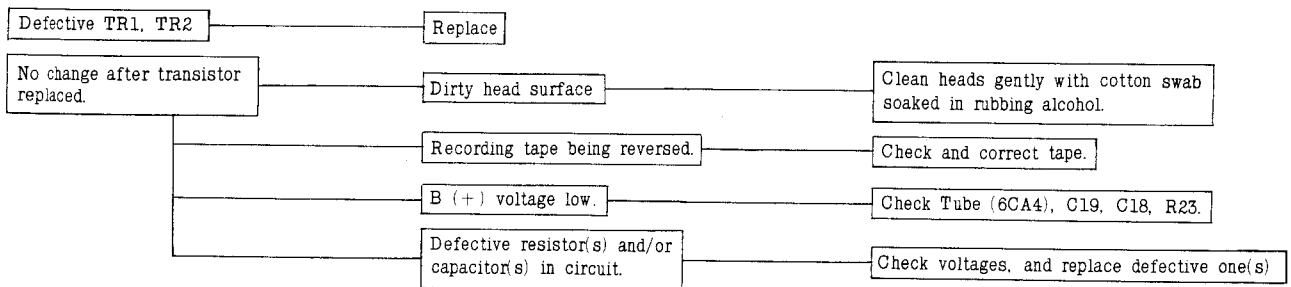 Defective TR1, TR2
Replace
No change after transistor
replaced.
Dirty head surface
Clean heads gently with cotton swab
soaked in rubbing alcohol.
Recording tape being reversed.
Check and correct tape.
B (+) voltage low.
Check Tube (6CA4), C19, C18, R23.
Defective resistor(s) and/or
capacitor(s) in circuit.
Check voltages, and replace defective one(s)